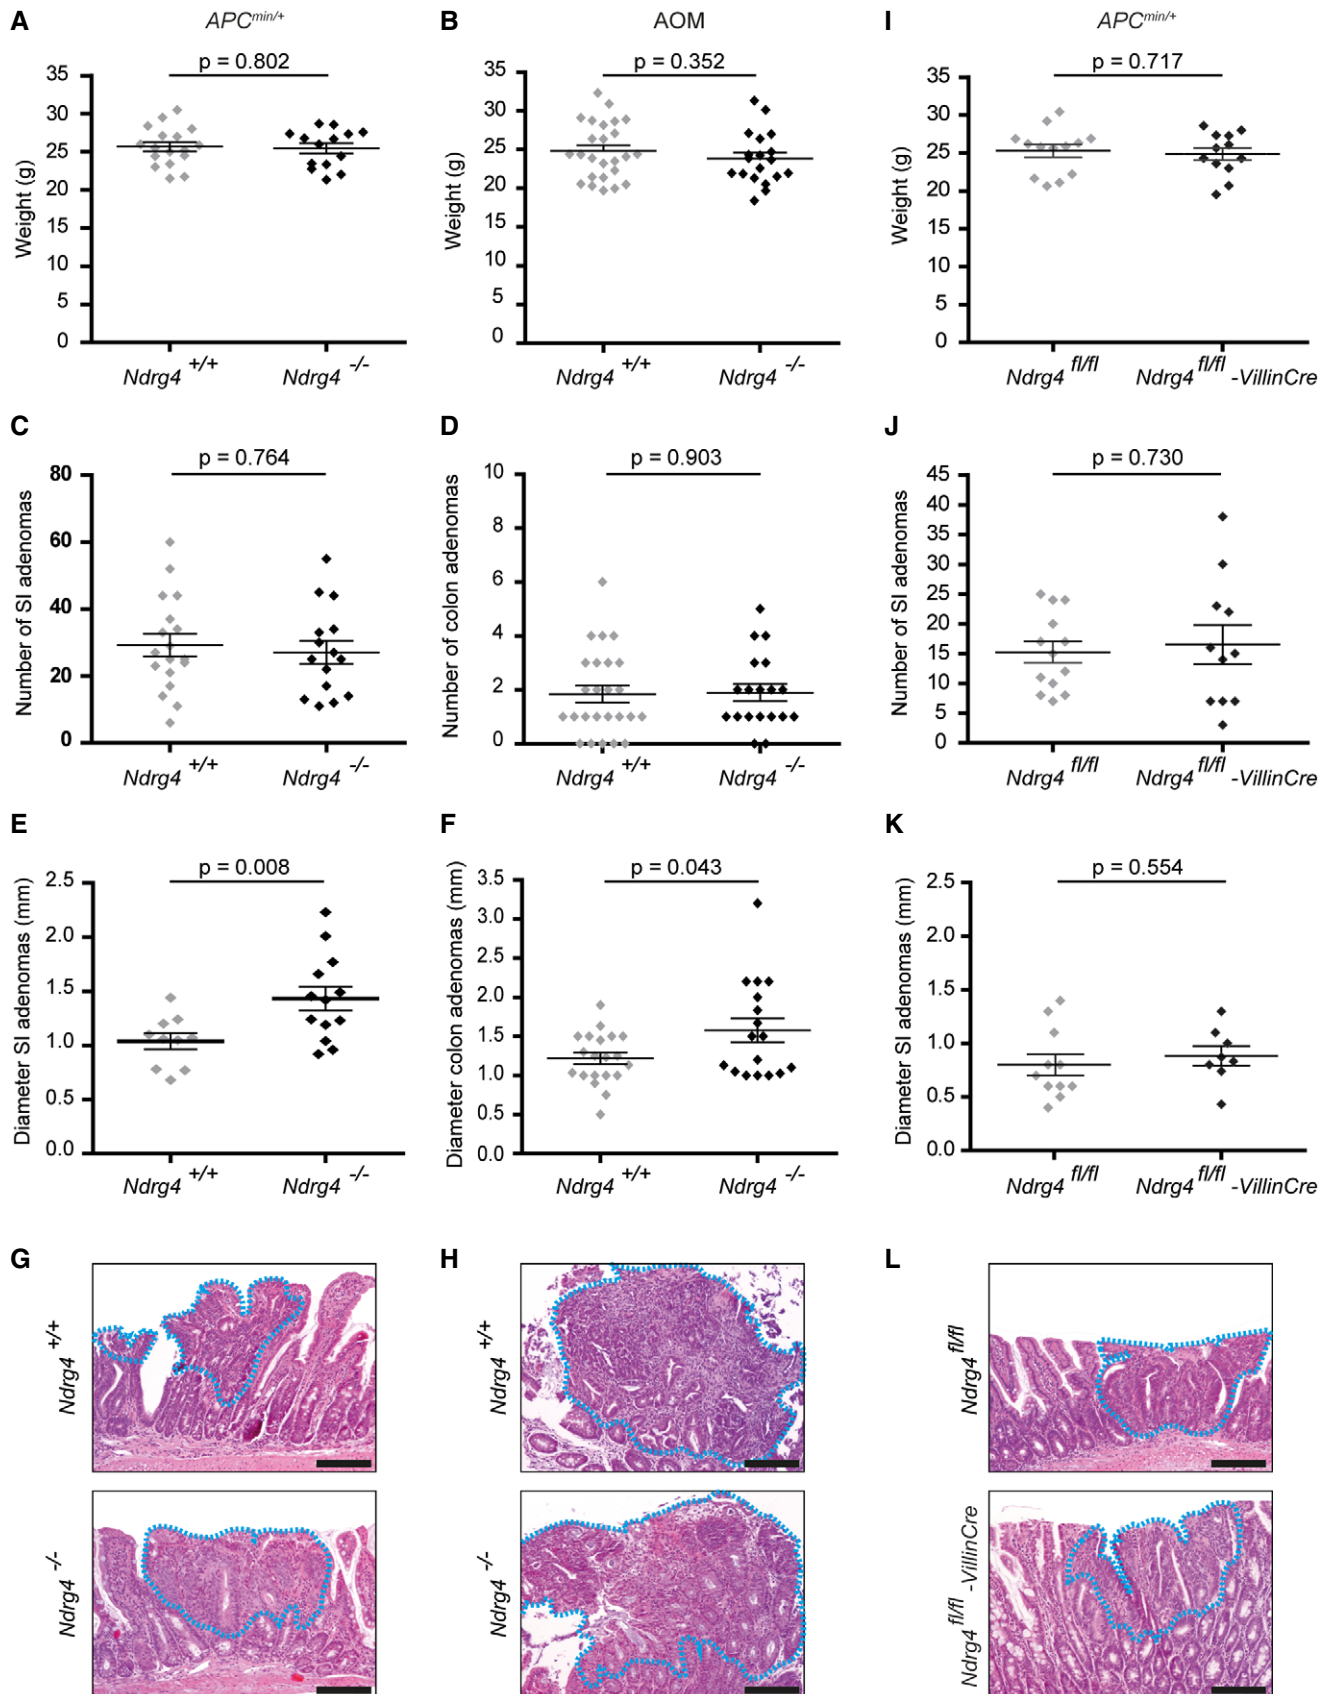 A APCmin/+
p = 0.802
Weight (g)
35
30
25
20
15
10
5
0
Ndrg4 +/+ Ndrg4 -/-
B AOM
p = 0.352
Weight (g)
35
30
25
20
15
10
5
0
Ndrg4 +/+ Ndrg4 -/-
I APCmin/+
p = 0.717
Weight (g)
35
30
25
20
15
10
5
0
Ndrg4 fl/fl Ndrg4 fl/fl -VillinCre
C
p = 0.764
Number of SI adenomas
80
60
40
20
0
Ndrg4 +/+ Ndrg4 -/-
D
p = 0.903
Number of colon adenomas
10
8
6
4
2
0
Ndrg4 +/+ Ndrg4 -/-
J
p = 0.730
Number of SI adenomas
45
40
35
30
25
20
15
10
5
0
Ndrg4 fl/fl Ndrg4 fl/fl -VillinCre
E
p = 0.008
Diameter SI adenomas (mm)
2.5
2.0
1.5
1.0
0.5
0.0
Ndrg4 +/+ Ndrg4 -/-
F
p = 0.043
Diameter colon adenomas (mm)
3.5
3.0
2.5
2.0
1.5
1.0
0.5
0.0
Ndrg4 +/+ Ndrg4 -/-
K
p = 0.554
Diameter SI adenomas (mm)
2.5
2.0
1.5
1.0
0.5
0.0
Ndrg4 fl/fl Ndrg4 fl/fl -VillinCre
G
Ndrg4 +/+
Ndrg4 -/-
H
Ndrg4 +/+
Ndrg4 -/-
L
Ndrg4 fl/fl
Ndrg4 fl/fl -VillinCre